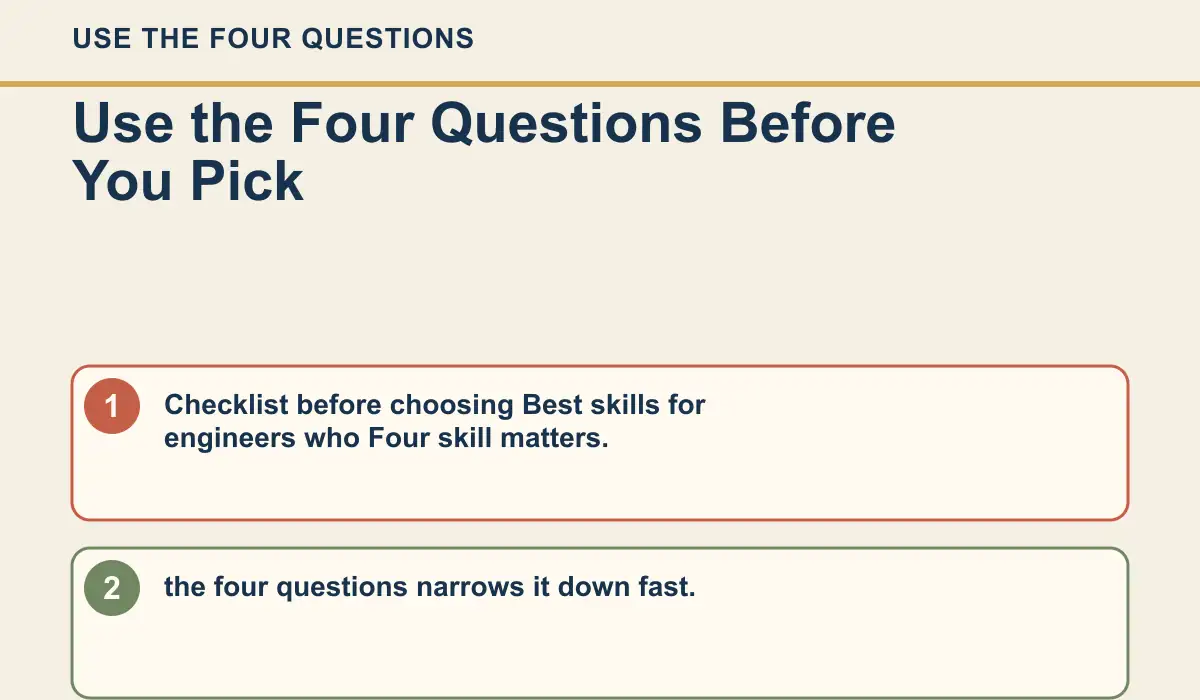 USE THE FOUR QUESTIONS
Use the Four Questions Before
You Pick
1
Checklist before choosing Best skills for
engineers who Four skill matters.
2
the four questions narrows it down fast.